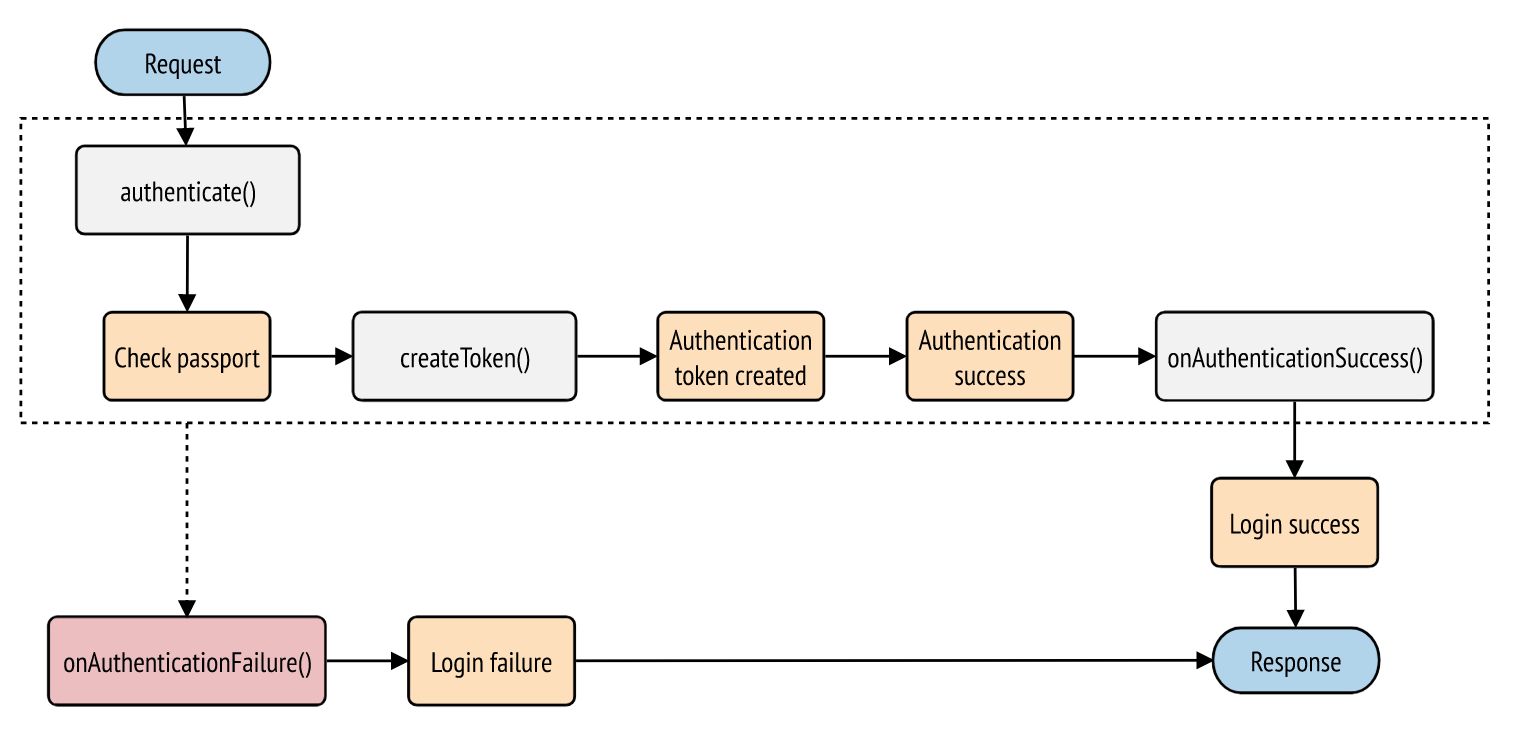 Request
authenticate()
Check passport
createToken()
Authentication
token created
Authentication
success
onAuthenticationSuccess()
Login success
onAuthenticationFailure()
Login failure
Response